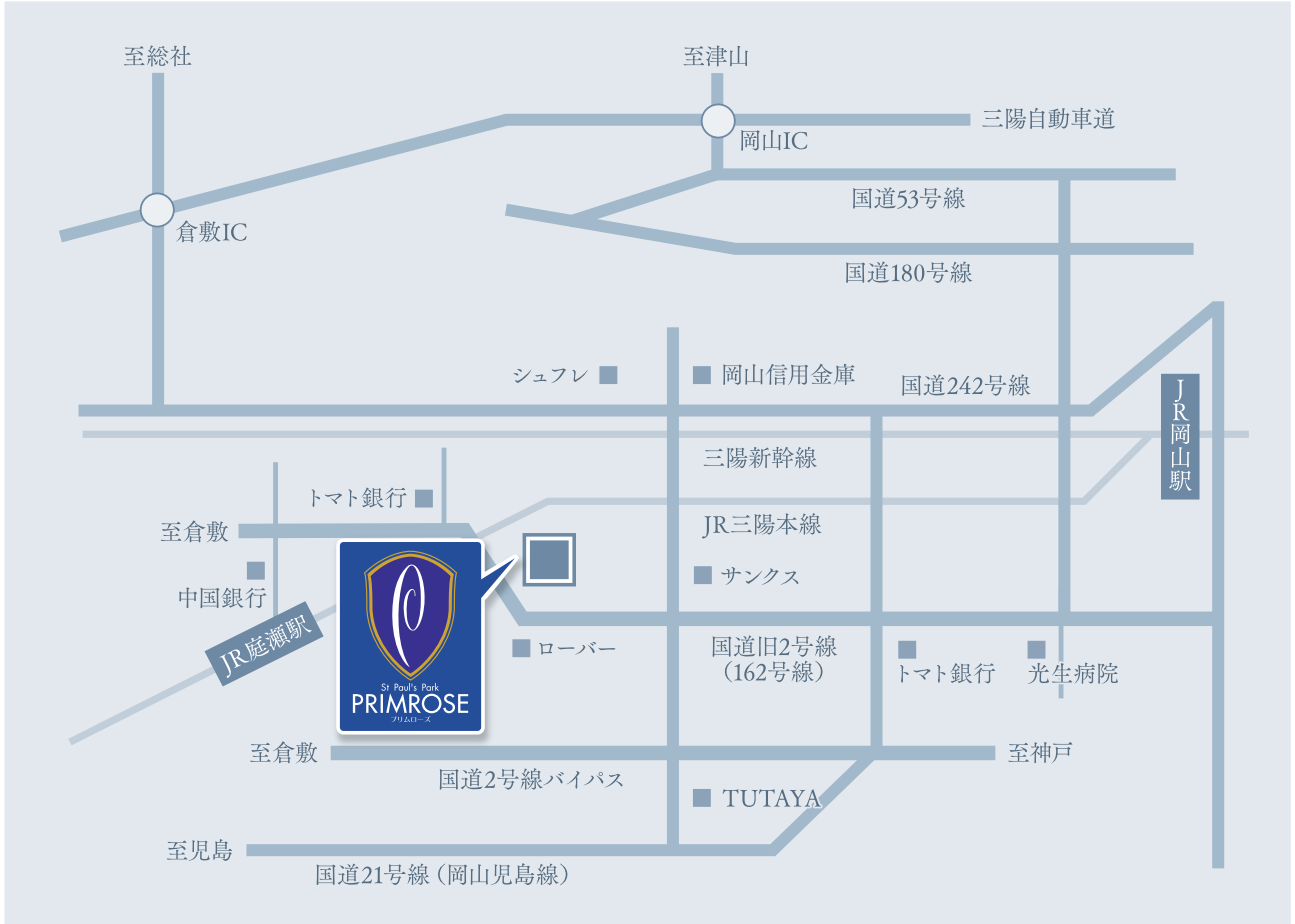 至総社
至津山
三陽自動車道
岡山IC
国道53号線
倉敷IC
国道180号線
シュフレ
岡山信用金庫
国道242号線
JR岡山駅
三陽新幹線
トマト銀行
至倉敷
JR三陽本線
中国銀行
サンクス
JR庭瀬駅
ローバー
国道旧2号線
（162号線）
トマト銀行
光生病院
St Paul's Park
PRIMROSE
プリムローズ
至倉敷
至神戸
国道2号線バイパス
TUTAYA
至児島
国道21号線（岡山児島線）